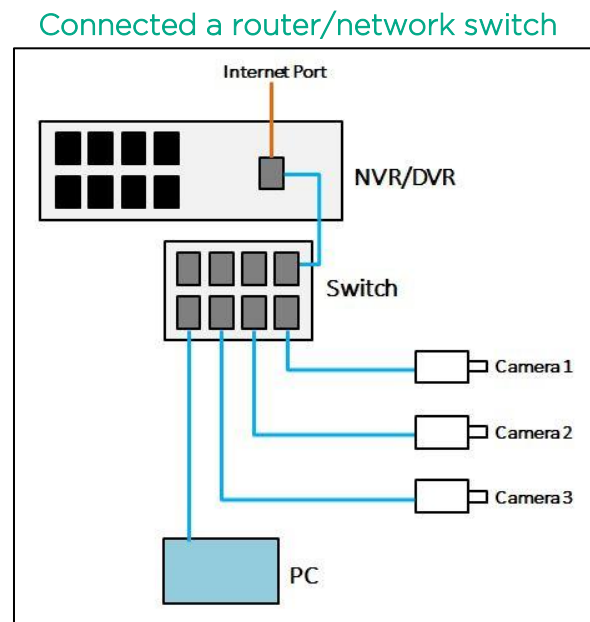 Connected a router/network switch
Internet Port
NVR/DVR
Switch
Camera 1
Camera 2
Camera 3
PC